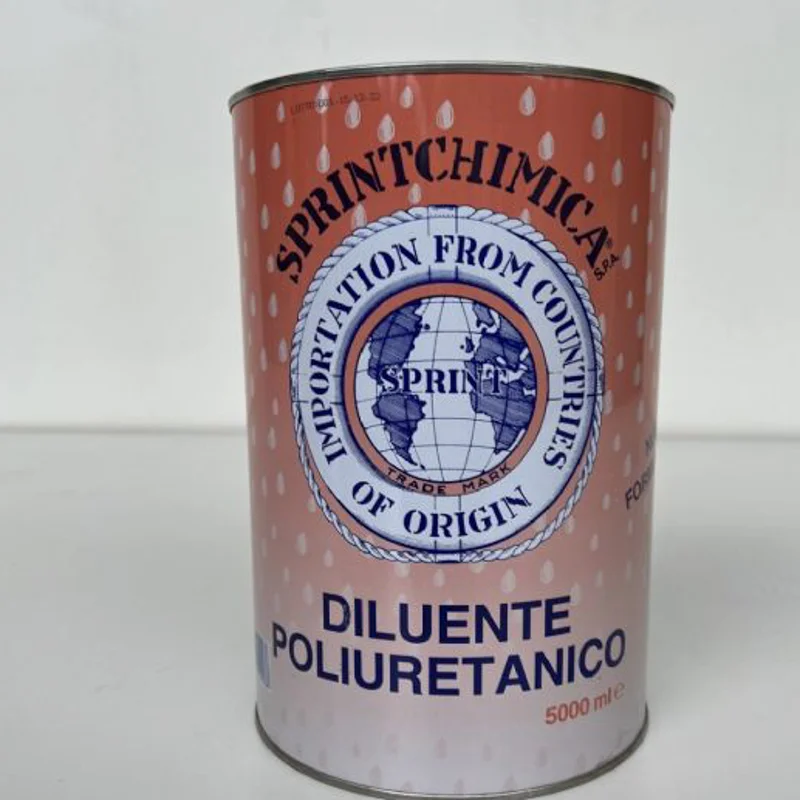 SPRINTCHIMICA®
S.P.A.
IMPORTATION FROM COUNTRIES
OF ORIGIN
SPRINT
TRADE MARK
DILUENTE
POLIURETANICO
5000 ml ℮